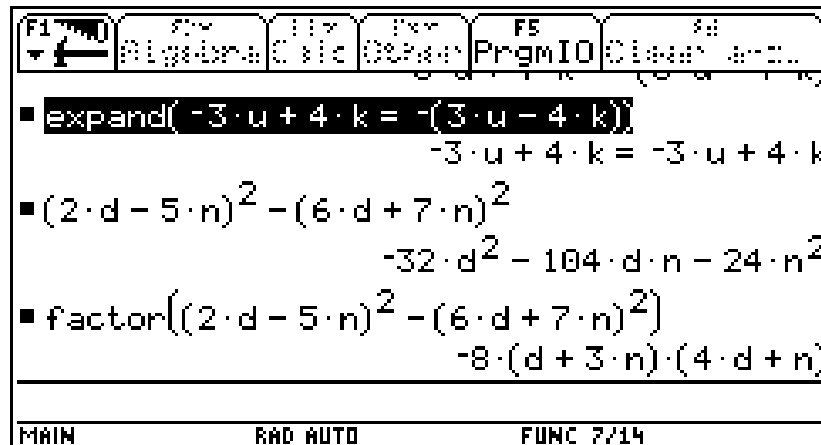 F1 F5
Algebra Calc Other PrgmIO Clean Up
■ expand( ⁻3·u + 4·k = ⁻(3·u − 4·k))
⁻3·u + 4·k = ⁻3·u + 4·k
■ (2·d − 5·n)² − (6·d + 7·n)²
⁻32·d² − 104·d·n − 24·n²
■ factor((2·d − 5·n)² − (6·d + 7·n)²)
⁻8·(d + 3·n)·(4·d + n)
MAIN RAD AUTO FUNC 7/14